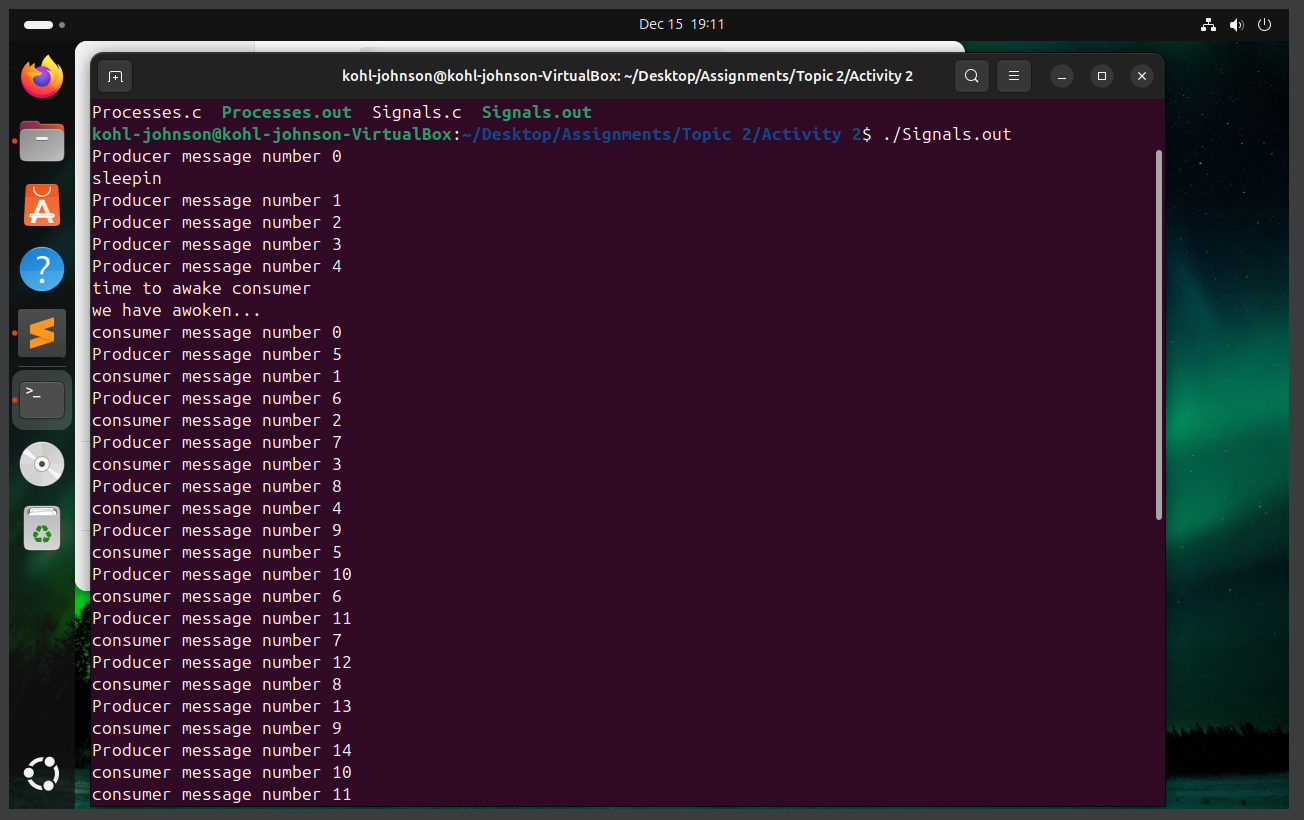 Dec 15 19:11
kohl-johnson@kohl-johnson-VirtualBox: ~/Desktop/Assignments/Topic 2/Activity 2
Processes.c  Processes.out  Signals.c  Signals.out
kohl-johnson@kohl-johnson-VirtualBox:~/Desktop/Assignments/Topic 2/Activity 2$ ./Signals.out
Producer message number 0
sleepin
Producer message number 1
Producer message number 2
Producer message number 3
Producer message number 4
time to awake consumer
we have awoken...
consumer message number 0
Producer message number 5
consumer message number 1
Producer message number 6
consumer message number 2
Producer message number 7
consumer message number 3
Producer message number 8
consumer message number 4
Producer message number 9
consumer message number 5
Producer message number 10
consumer message number 6
Producer message number 11
consumer message number 7
Producer message number 12
consumer message number 8
Producer message number 13
consumer message number 9
Producer message number 14
consumer message number 10
consumer message number 11